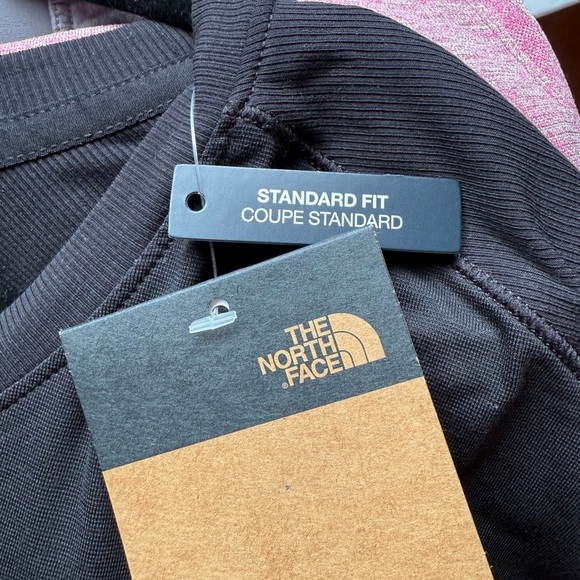 STANDARD FIT
COUPE STANDARD
THE
NORTH
FACE